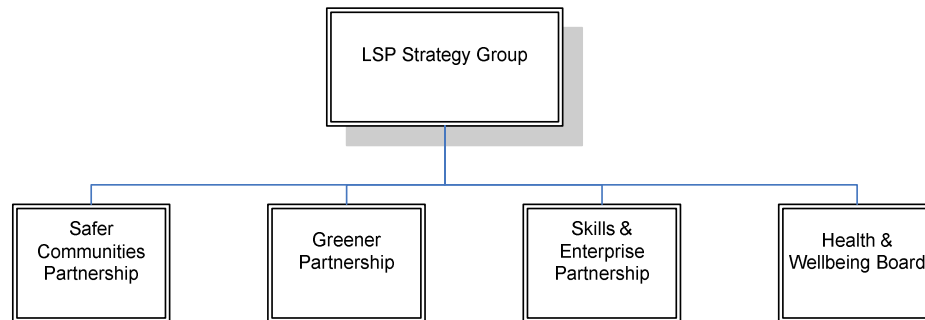 LSP Strategy Group
Safer
Communities
Partnership
Greener
Partnership
Skills &
Enterprise
Partnership
Health &
Wellbeing Board